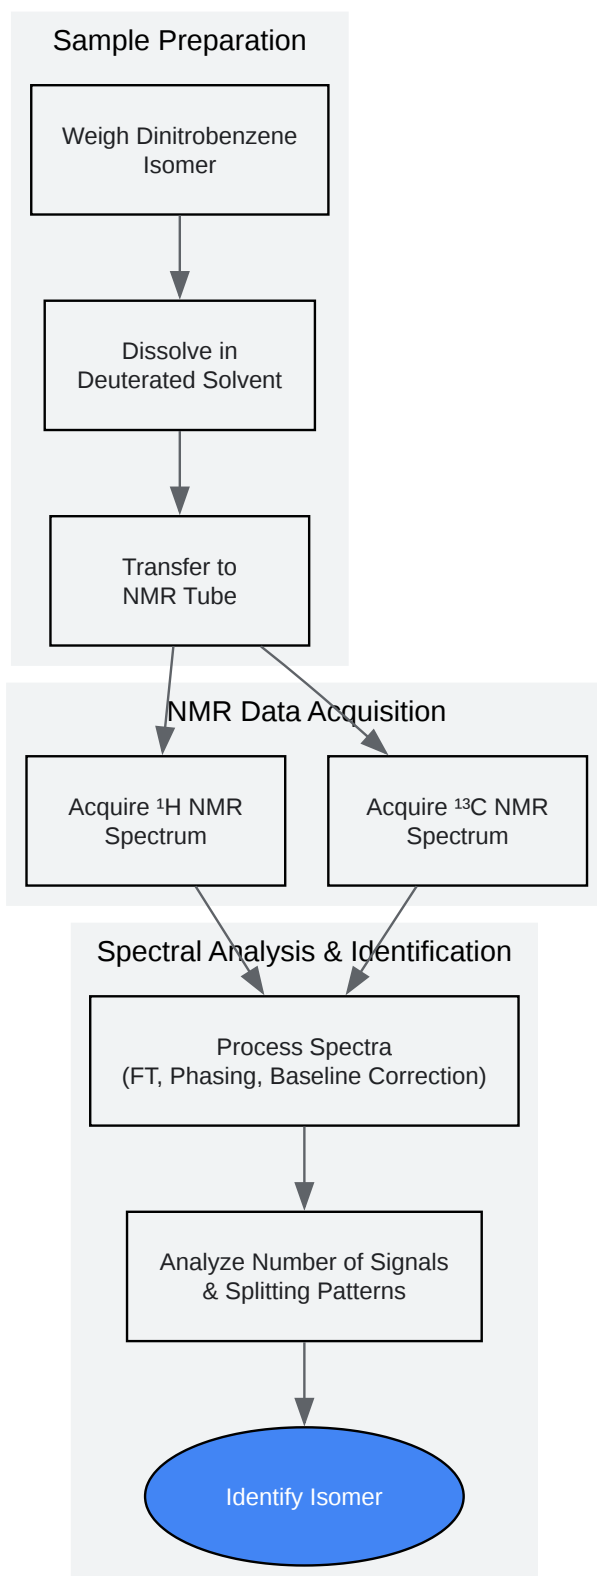 Sample Preparation
Weigh Dinitrobenzene
Isomer
Dissolve in
Deuterated Solvent
Transfer to
NMR Tube
NMR Data Acquisition
Acquire ¹H NMR
Spectrum
Acquire ¹³C NMR
Spectrum
Spectral Analysis & Identification
Process Spectra
(FT, Phasing, Baseline Correction)
Analyze Number of Signals
& Splitting Patterns
Identify Isomer